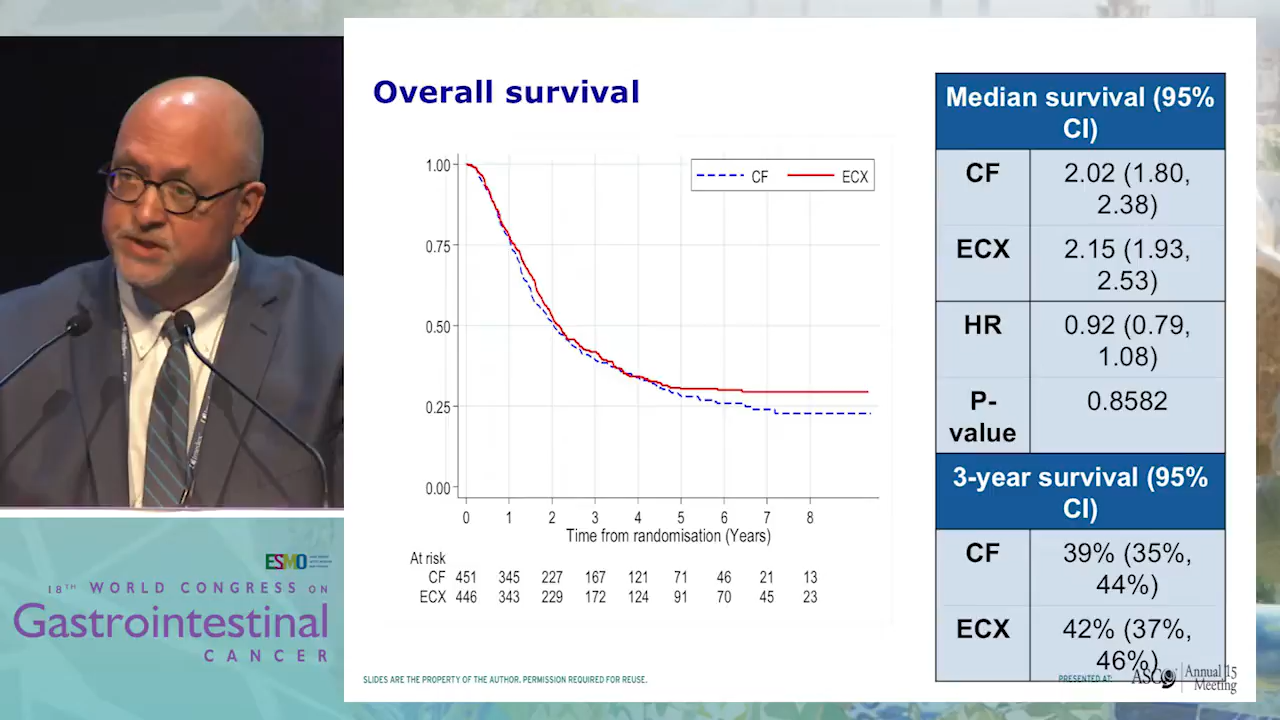 Overall survival
1.00
0.75
0.50
0.25
0.00
CF ECX
0 1 2 3 4 5 6 7 8
Time from randomisation (Years)
At risk
CF 451 345 227 167 121 71 46 21 13
ECX 446 343 229 172 124 91 70 45 23
Median survival (95%
CI)
CF 2.02 (1.80,
2.38)
ECX 2.15 (1.93,
2.53)
HR 0.92 (0.79,
1.08)
P-
value 0.8582
3-year survival (95%
CI)
CF 39% (35%,
44%)
ECX 42% (37%,
46%)
SLIDES ARE THE PROPERTY OF THE AUTHOR. PERMISSION REQUIRED FOR REUSE.
PRESENTED AT:
ASCO Annual '15
Meeting
ESMO
18TH WORLD CONGRESS ON
Gastrointestinal
CANCER